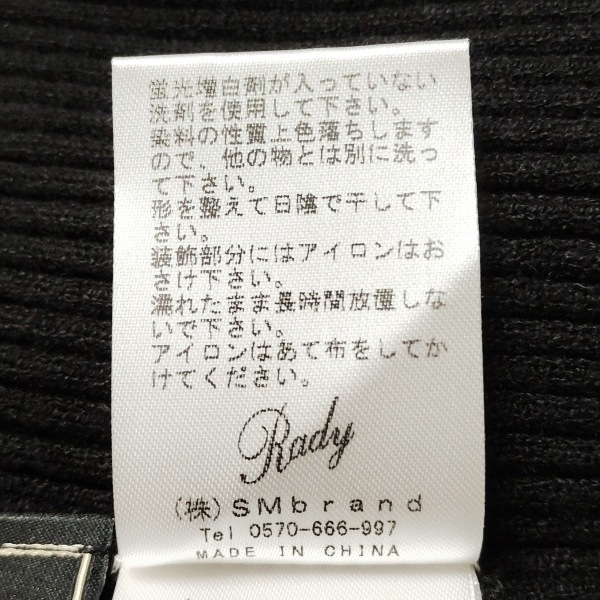 蛍光増白剤が入っていない
洗剤を使用して下さい。
染料の性質上色落ちします
ので、他の物とは別に洗っ
て下さい。
形を整えて日陰で干して下
さい。
装飾部分にはアイロンはお
さけ下さい。
濡れたまま長時間放置しな
いで下さい。
アイロンはあて布をしてか
けてください。
Rady
(株) SMbrand
Tel 0570-666-997
MADE IN CHINA